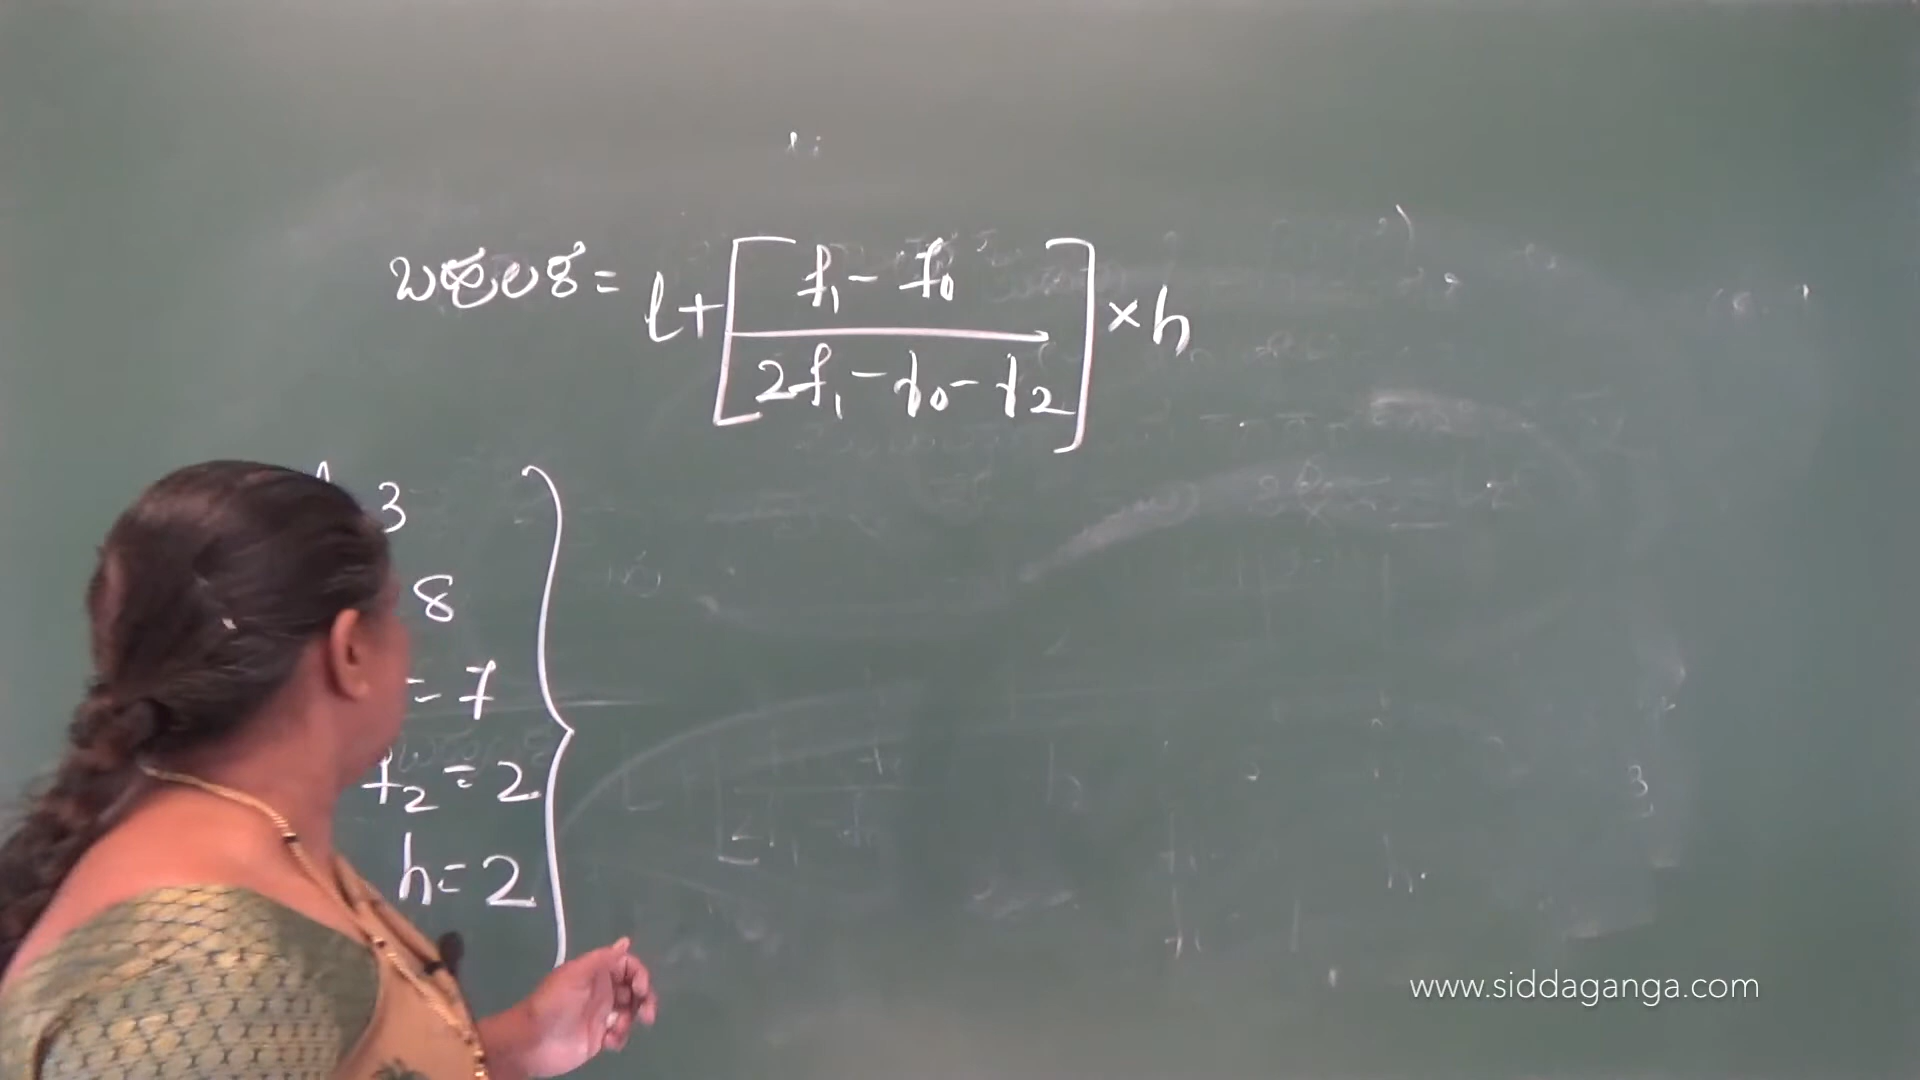 ಬಹುಲಕ = l + [ f₁ - f₀ / 2f₁ - f₀ - f₂ ] × h
3
8
= 7
f₂ = 2
h = 2
www.siddaganga.com